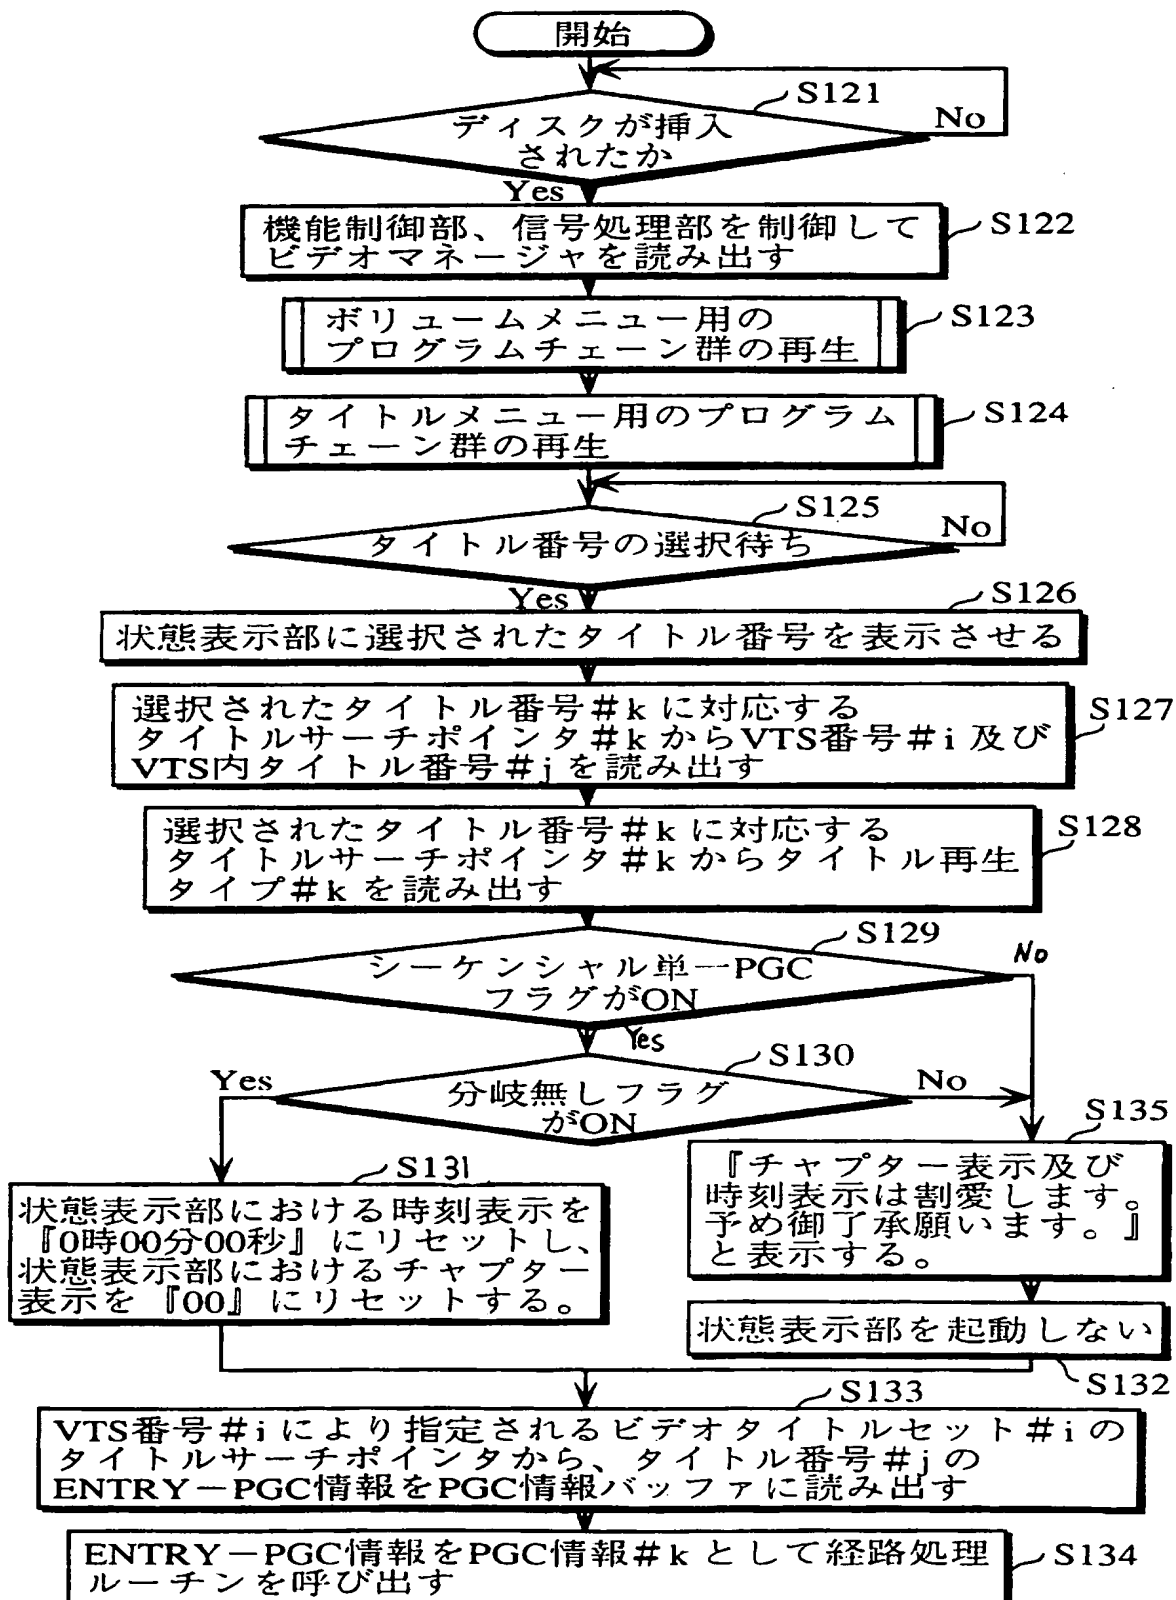 開始
S121
ディスクが挿入
されたか
No
Yes
機能制御部、信号処理部を制御して
ビデオマネージャを読み出す
S122
ボリュームメニュー用の
プログラムチェーン群の再生
S123
タイトルメニュー用のプログラム
チェーン群の再生
S124
S125
タイトル番号の選択待ち
No
Yes
S126
状態表示部に選択されたタイトル番号を表示させる
選択されたタイトル番号#kに対応する
タイトルサーチポインタ#kからVTS番号#i及び
VTS内タイトル番号#jを読み出す
S127
選択されたタイトル番号#kに対応する
タイトルサーチポインタ#kからタイトル再生
タイプ#kを読み出す
S128
S129
シーケンシャル単一PGC
フラグがON
No
Yes
S130
分岐無しフラグ
がON
Yes
No
S131
状態表示部における時刻表示を
『0時00分00秒』にリセットし、
状態表示部におけるチャプター
表示を『00』にリセットする。
S135
『チャプター表示及び
時刻表示は割愛します。
予め御了承願います。』
と表示する。
状態表示部を起動しない
S132
S133
VTS番号#iにより指定されるビデオタイトルセット#iの
タイトルサーチポインタから、タイトル番号#jの
ENTRY－PGC情報をPGC情報バッファに読み出す
ENTRY－PGC情報をPGC情報#kとして経路処理
ルーチンを呼び出す
S134